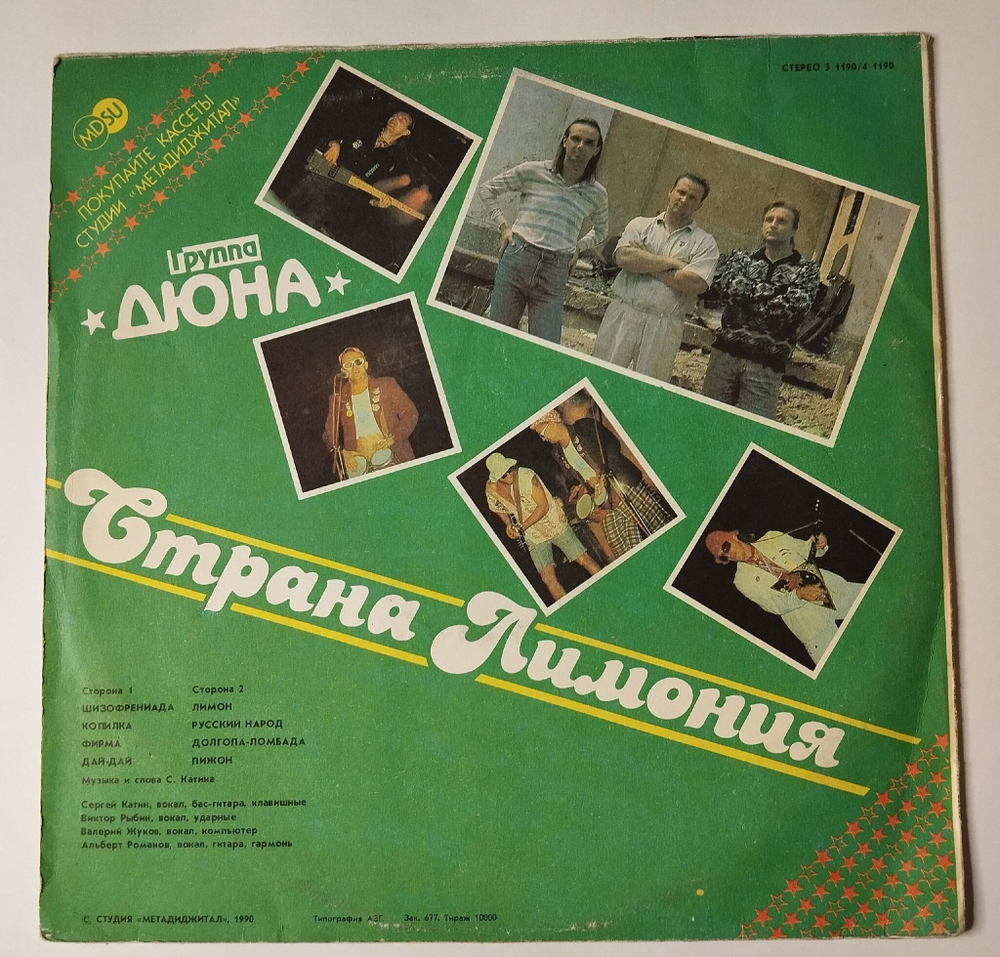 СТЕРЕО 3 1190/4 1190
MDSU
ПОКУПАЙТЕ КАССЕТЫ
СТУДИИ «МЕТАДИДЖИТАЛ»
Группа
ДЮНА
Страна Лимония
Сторона 1 Сторона 2
ШИЗОФРЕНИАДА ЛИМОН
КОПИЛКА РУССКИЙ НАРОД
ФИРМА ДОЛГОПА-ЛОМБАДА
ДАЙ-ДАЙ ПИЖОН
Музыка и слова С. Катина
Сергей Катин, вокал, бас-гитара, клавишные
Виктор Рыбин, вокал, ударные
Валерий Жуков, вокал, компьютер
Альберт Романов, вокал, гитара, гармонь
© СТУДИЯ «МЕТАДИДЖИТАЛ», 1990 Типография АЗГ Зак. 677. Тираж 10000